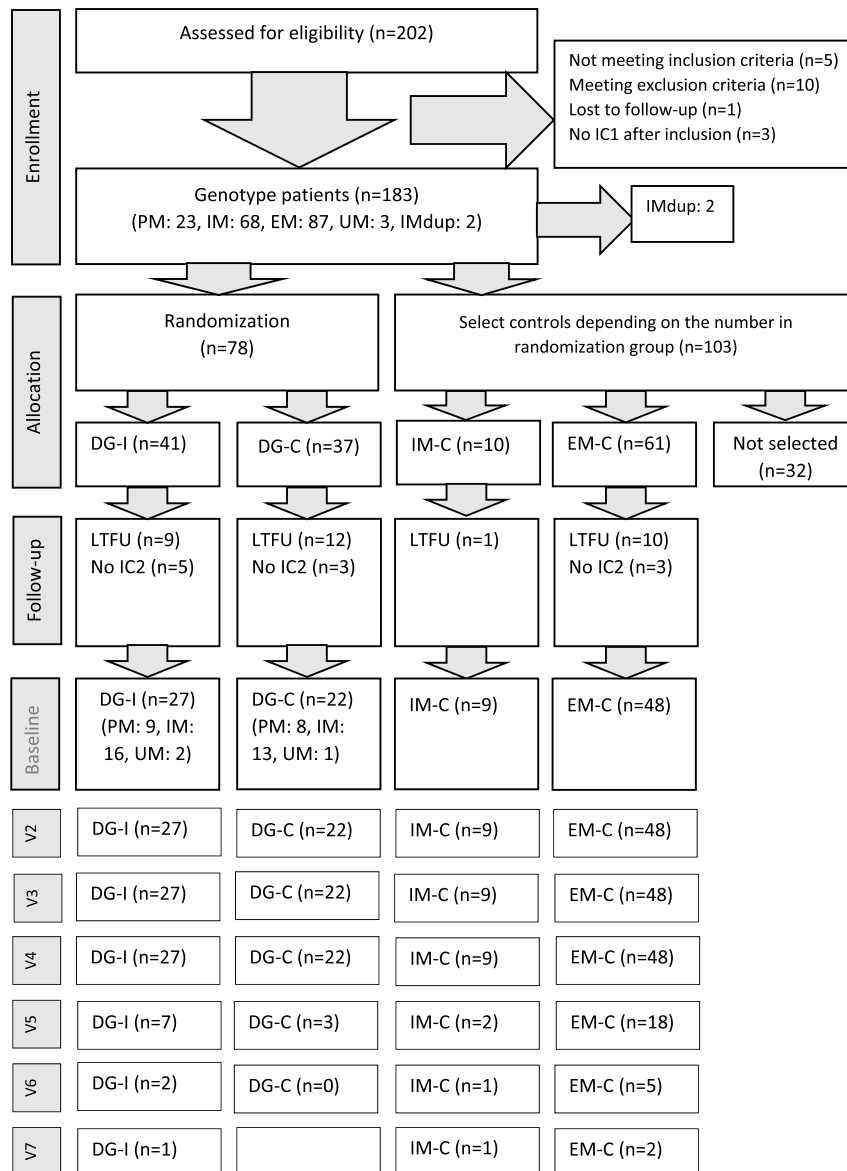 Enrollment
Assessed for eligibility (n=202)
Not meeting inclusion criteria (n=5)
Meeting exclusion criteria (n=10)
Lost to follow-up (n=1)
No IC1 after inclusion (n=3)
Genotype patients (n=183)
(PM: 23, IM: 68, EM: 87, UM: 3, IMdup: 2)
IMdup: 2
Allocation
Randomization
(n=78)
Select controls depending on the number in
randomization group (n=103)
DG-I (n=41)
DG-C (n=37)
IM-C (n=10)
EM-C (n=61)
Not selected
(n=32)
Follow-up
LTFU (n=9)
No IC2 (n=5)
LTFU (n=12)
No IC2 (n=3)
LTFU (n=1)
LTFU (n=10)
No IC2 (n=3)
Baseline
DG-I (n=27)
(PM: 9, IM:
16, UM: 2)
DG-C (n=22)
(PM: 8, IM:
13, UM: 1)
IM-C (n=9)
EM-C (n=48)
V2
DG-I (n=27)
DG-C (n=22)
IM-C (n=9)
EM-C (n=48)
V3
DG-I (n=27)
DG-C (n=22)
IM-C (n=9)
EM-C (n=48)
V4
DG-I (n=27)
DG-C (n=22)
IM-C (n=9)
EM-C (n=48)
V5
DG-I (n=7)
DG-C (n=3)
IM-C (n=2)
EM-C (n=18)
V6
DG-I (n=2)
DG-C (n=0)
IM-C (n=1)
EM-C (n=5)
V7
DG-I (n=1)
IM-C (n=1)
EM-C (n=2)